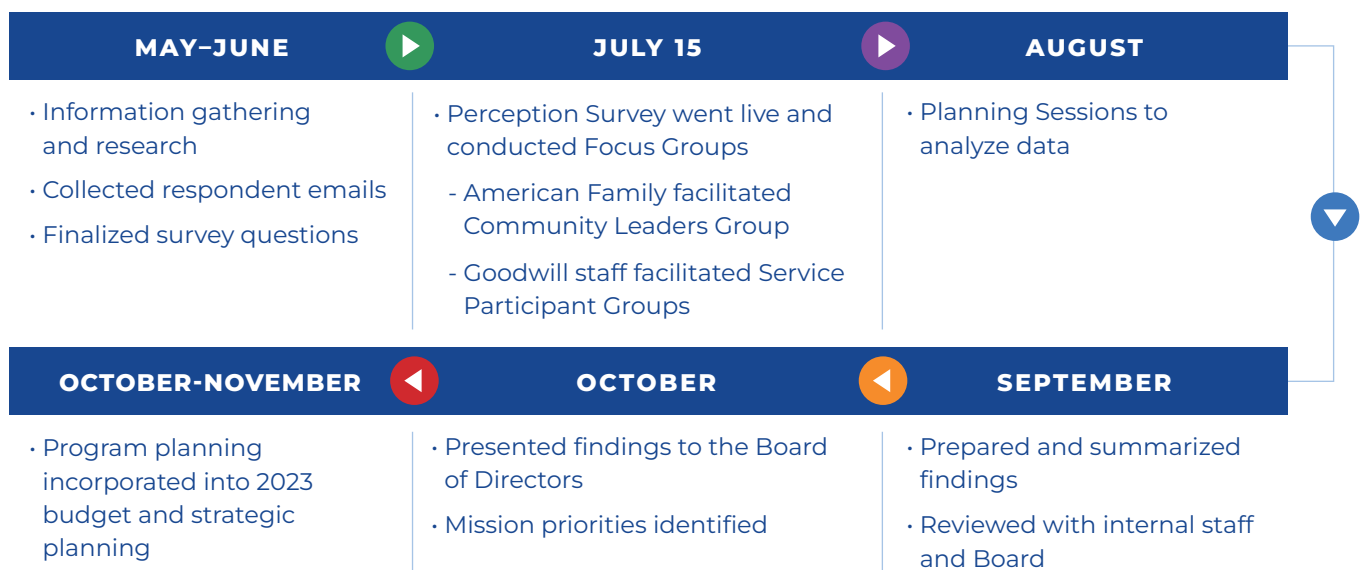 MAY–JUNE
· Information gathering
and research
· Collected respondent emails
· Finalized survey questions
JULY 15
· Perception Survey went live and
conducted Focus Groups
- American Family facilitated
Community Leaders Group
- Goodwill staff facilitated Service
Participant Groups
AUGUST
· Planning Sessions to
analyze data
SEPTEMBER
· Prepared and summarized
findings
· Reviewed with internal staff
and Board
OCTOBER
· Presented findings to the Board
of Directors
· Mission priorities identified
OCTOBER-NOVEMBER
· Program planning
incorporated into 2023
budget and strategic
planning